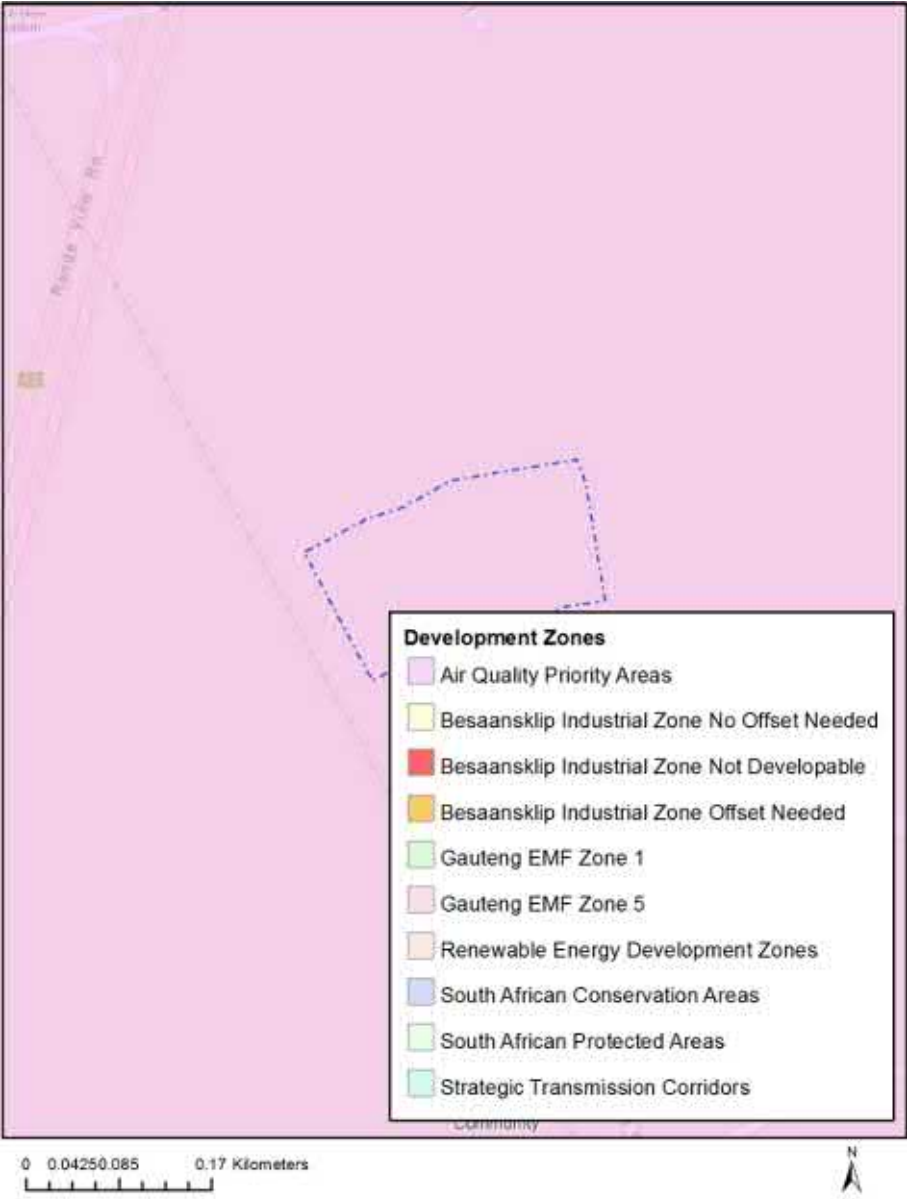 Range View Rd
Development Zones
Air Quality Priority Areas
Besaansklip Industrial Zone No Offset Needed
Besaansklip Industrial Zone Not Developable
Besaansklip Industrial Zone Offset Needed
Gauteng EMF Zone 1
Gauteng EMF Zone 5
Renewable Energy Development Zones
South African Conservation Areas
South African Protected Areas
Strategic Transmission Corridors
Community
0 0.04250.085 0.17 Kilometers
N